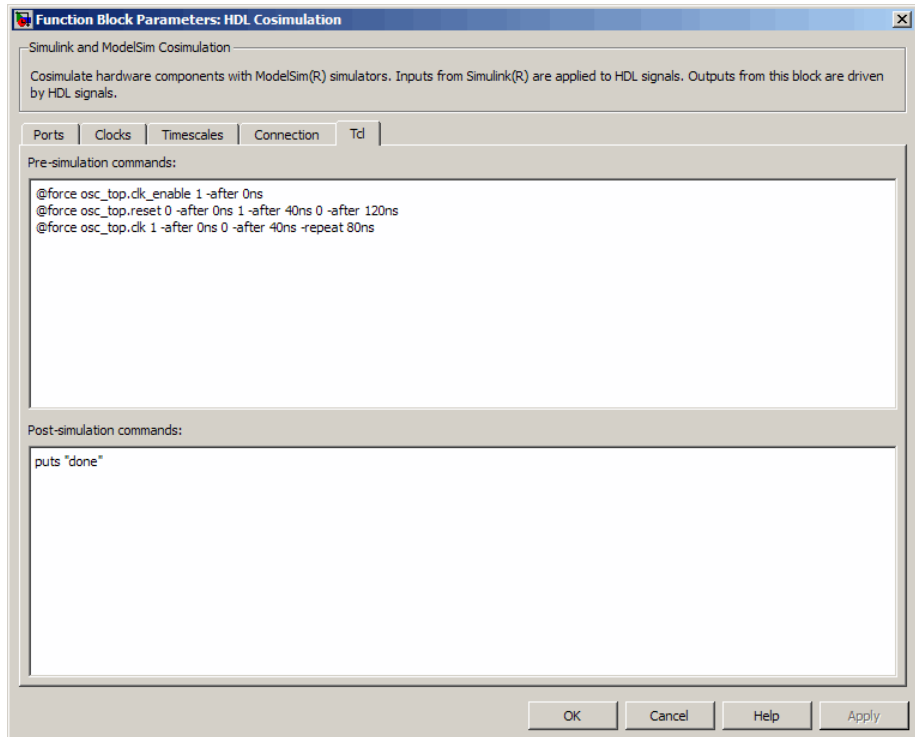 Function Block Parameters: HDL Cosimulation
Simulink and ModelSim Cosimulation
Cosimulate hardware components with ModelSim(R) simulators. Inputs from Simulink(R) are applied to HDL signals. Outputs from this block are driven
by HDL signals.
Ports Clocks Timescales Connection Tcl
Pre-simulation commands:
@force osc_top.clk_enable 1 -after 0ns
@force osc_top.reset 0 -after 0ns 1 -after 40ns 0 -after 120ns
@force osc_top.clk 1 -after 0ns 0 -after 40ns -repeat 80ns
Post-simulation commands:
puts "done"
OK Cancel Help Apply